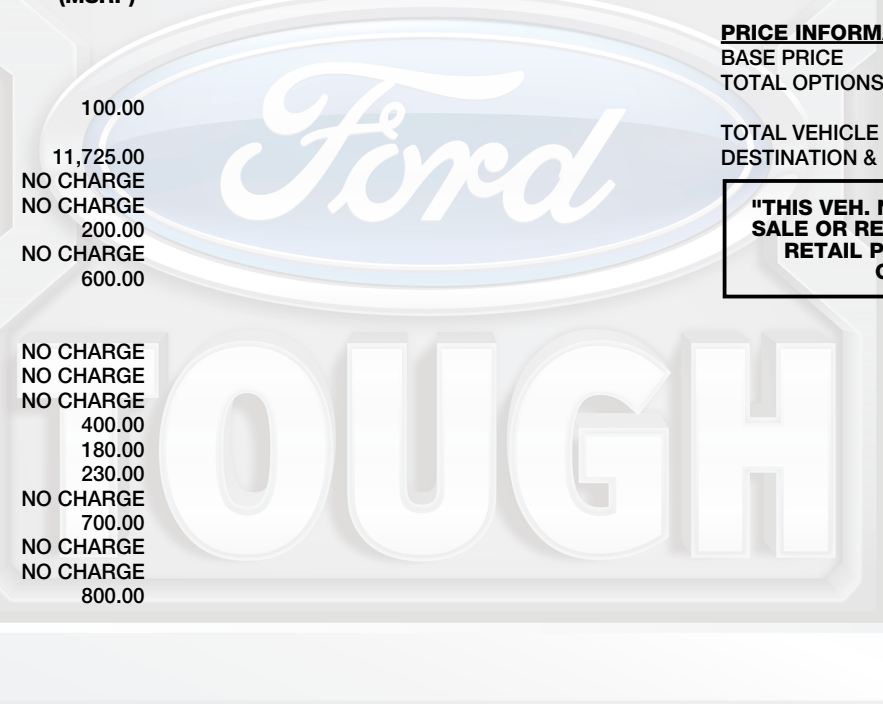 (MSRP)
100.00
11,725.00
NO CHARGE
NO CHARGE
200.00
NO CHARGE
600.00
NO CHARGE
NO CHARGE
NO CHARGE
400.00
180.00
230.00
NO CHARGE
700.00
NO CHARGE
NO CHARGE
800.00
PRICE INFORMA
BASE PRICE
TOTAL OPTIONS
TOTAL VEHICLE
DESTINATION &
"THIS VEH. 
SALE OR RE
RETAIL P
Ford
TOUGH